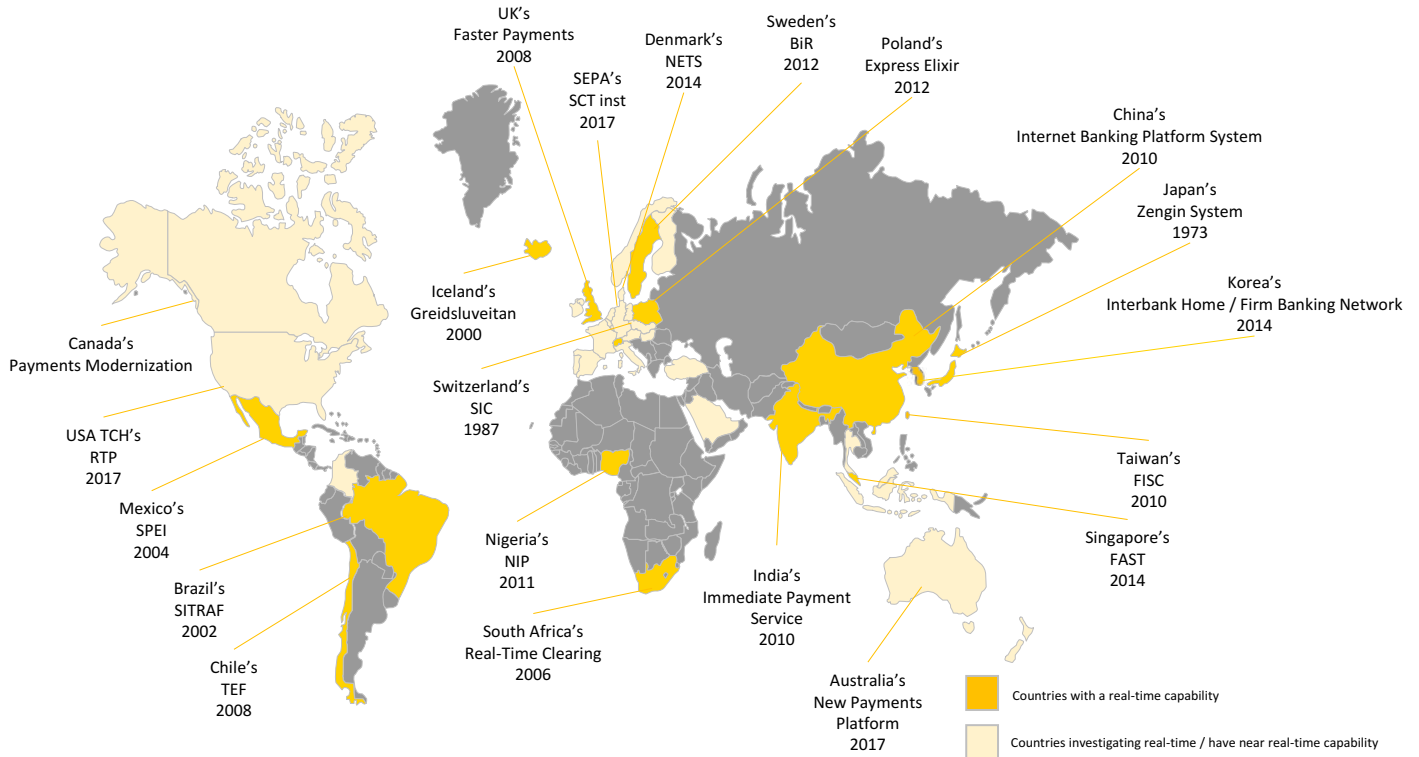 UK’s
Faster Payments
2008
SEPA’s
SCT inst
2017
Denmark’s
NETS
2014
Sweden’s
BiR
2012
Poland’s
Express Elixir
2012
China’s
Internet Banking Platform System
2010
Japan’s
Zengin System
1973
Korea’s
Interbank Home / Firm Banking Network
2014
Iceland’s
Greidsluveitan
2000
Canada’s
Payments Modernization
Switzerland’s
SIC
1987
USA TCH’s
RTP
2017
Mexico’s
SPEI
2004
Brazil’s
SITRAF
2002
Chile’s
TEF
2008
Nigeria’s
NIP
2011
South Africa’s
Real-Time Clearing
2006
India’s
Immediate Payment
Service
2010
Taiwan’s
FISC
2010
Singapore’s
FAST
2014
Australia’s
New Payments
Platform
2017
Countries with a real-time capability
Countries investigating real-time / have near real-time capability